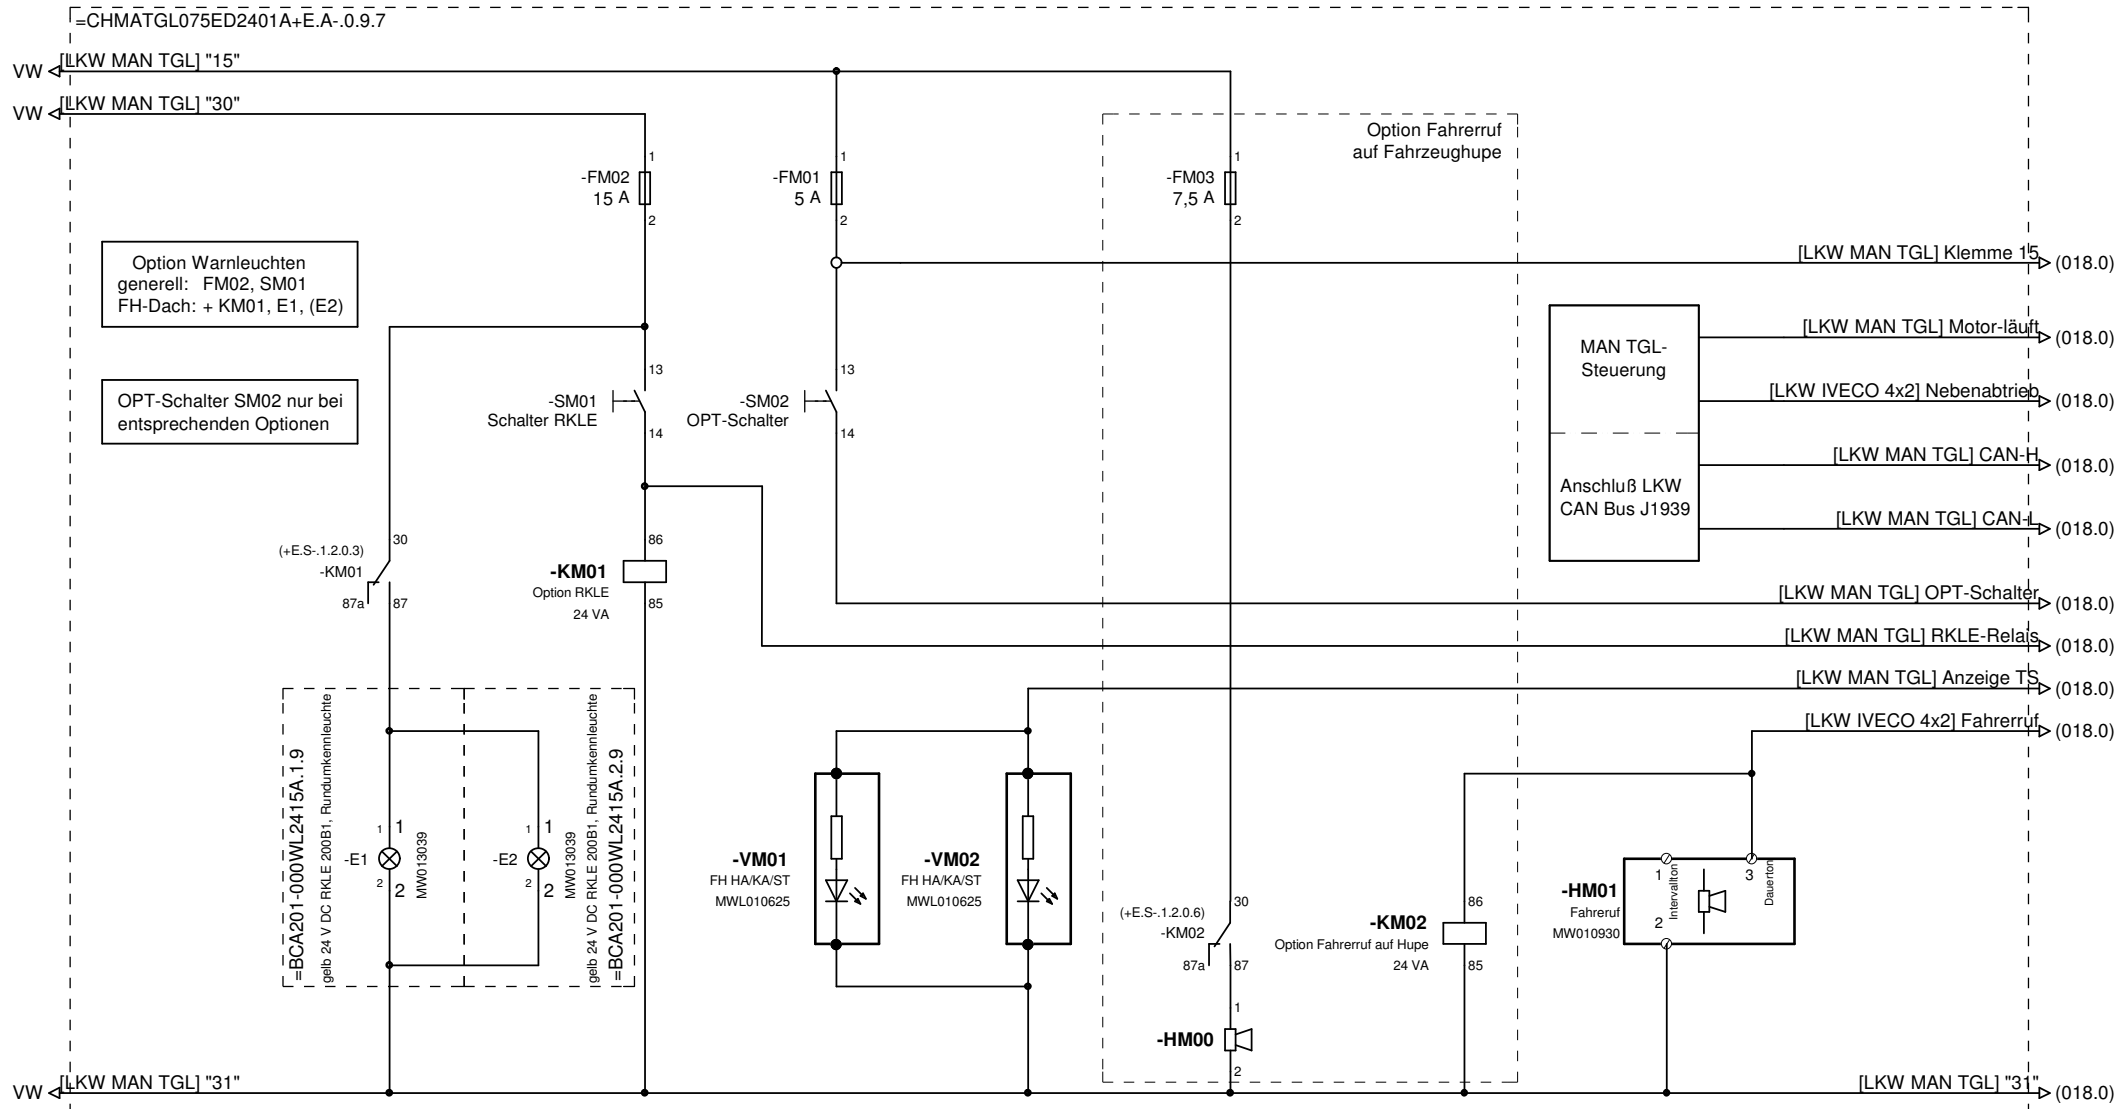 =CHMATGL075ED2401A+E.A-.0.9.7
VW [LKW MAN TGL] "15"
VW [LKW MAN TGL] "30"
Option Fahrerruf
auf Fahrzeughupe
-FM02
15 A
1
2
-FM01
5 A
1
2
-FM03
7,5 A
1
2
Option Warnleuchten
generell: FM02, SM01
FH-Dach: + KM01, E1, (E2)
[LKW MAN TGL] Klemme 15 (018.0)
MAN TGL-
Steuerung
[LKW MAN TGL] Motor-läuft (018.0)
[LKW IVECO 4x2] Nebenabtrieb (018.0)
Anschluß LKW
CAN Bus J1939
[LKW MAN TGL] CAN-H (018.0)
[LKW MAN TGL] CAN-L (018.0)
OPT-Schalter SM02 nur bei
entsprechenden Optionen
13
-SM01
Schalter RKLE
14
13
-SM02
OPT-Schalter
14
30
(+E.S-.1.2.0.3)
-KM01
87a 87
86
-KM01
Option RKLE
24 VA
85
[LKW MAN TGL] OPT-Schalter (018.0)
[LKW MAN TGL] RKLE-Relais (018.0)
[LKW MAN TGL] Anzeige TS (018.0)
[LKW IVECO 4x2] Fahrerruf (018.0)
=BCA201-000WL2415A.1.9
gelb 24 V DC RKLE 200B1, Rundumkennleuchte
1 1
-E1
2 2
MW013039
1 1
-E2
2 2
MW013039
gelb 24 V DC RKLE 200B1, Rundumkennleuchte
=BCA201-000WL2415A.2.9
-VM01
FH HA/KA/ST
MWL010625
-VM02
FH HA/KA/ST
MWL010625
30
(+E.S-.1.2.0.6)
-KM02
87a 87
1
-HM00
2
86
-KM02
Option Fahrerruf auf Hupe
24 VA
85
-HM01
Fahreruf
MW010930
1
Intervallton
2
3
Dauerton
VW [LKW MAN TGL] "31"
[LKW MAN TGL] "31" (018.0)